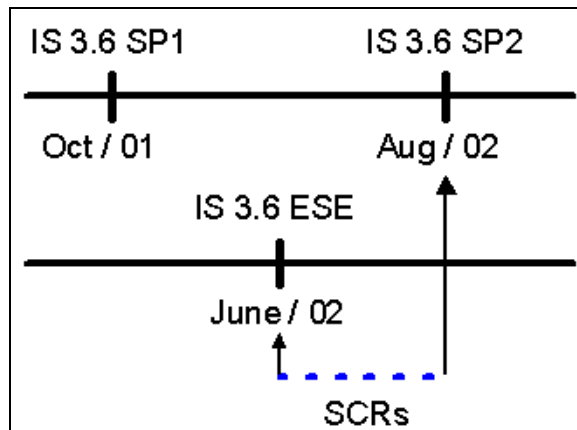 IS 3.6 SP1 IS 3.6 SP2
Oct / 01 Aug / 02
IS 3.6 ESE
June / 02
SCRs